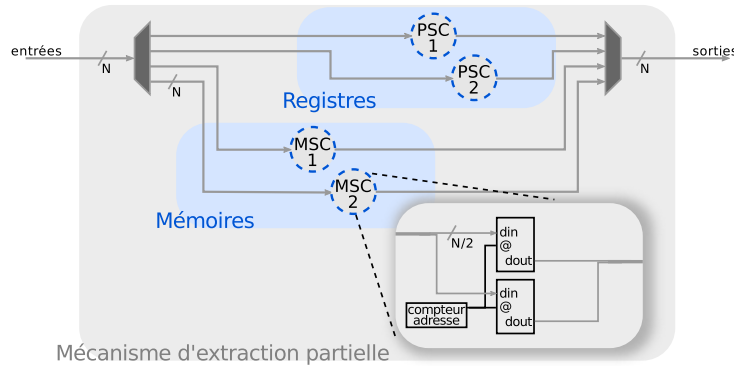 entrées
N
N
PSC
1
PSC
2
Registres
N
sorties
MSC
1
MSC
2
Mémoires
N/2
din
@
dout
din
@
dout
compteur
adresse
Mécanisme d'extraction partielle